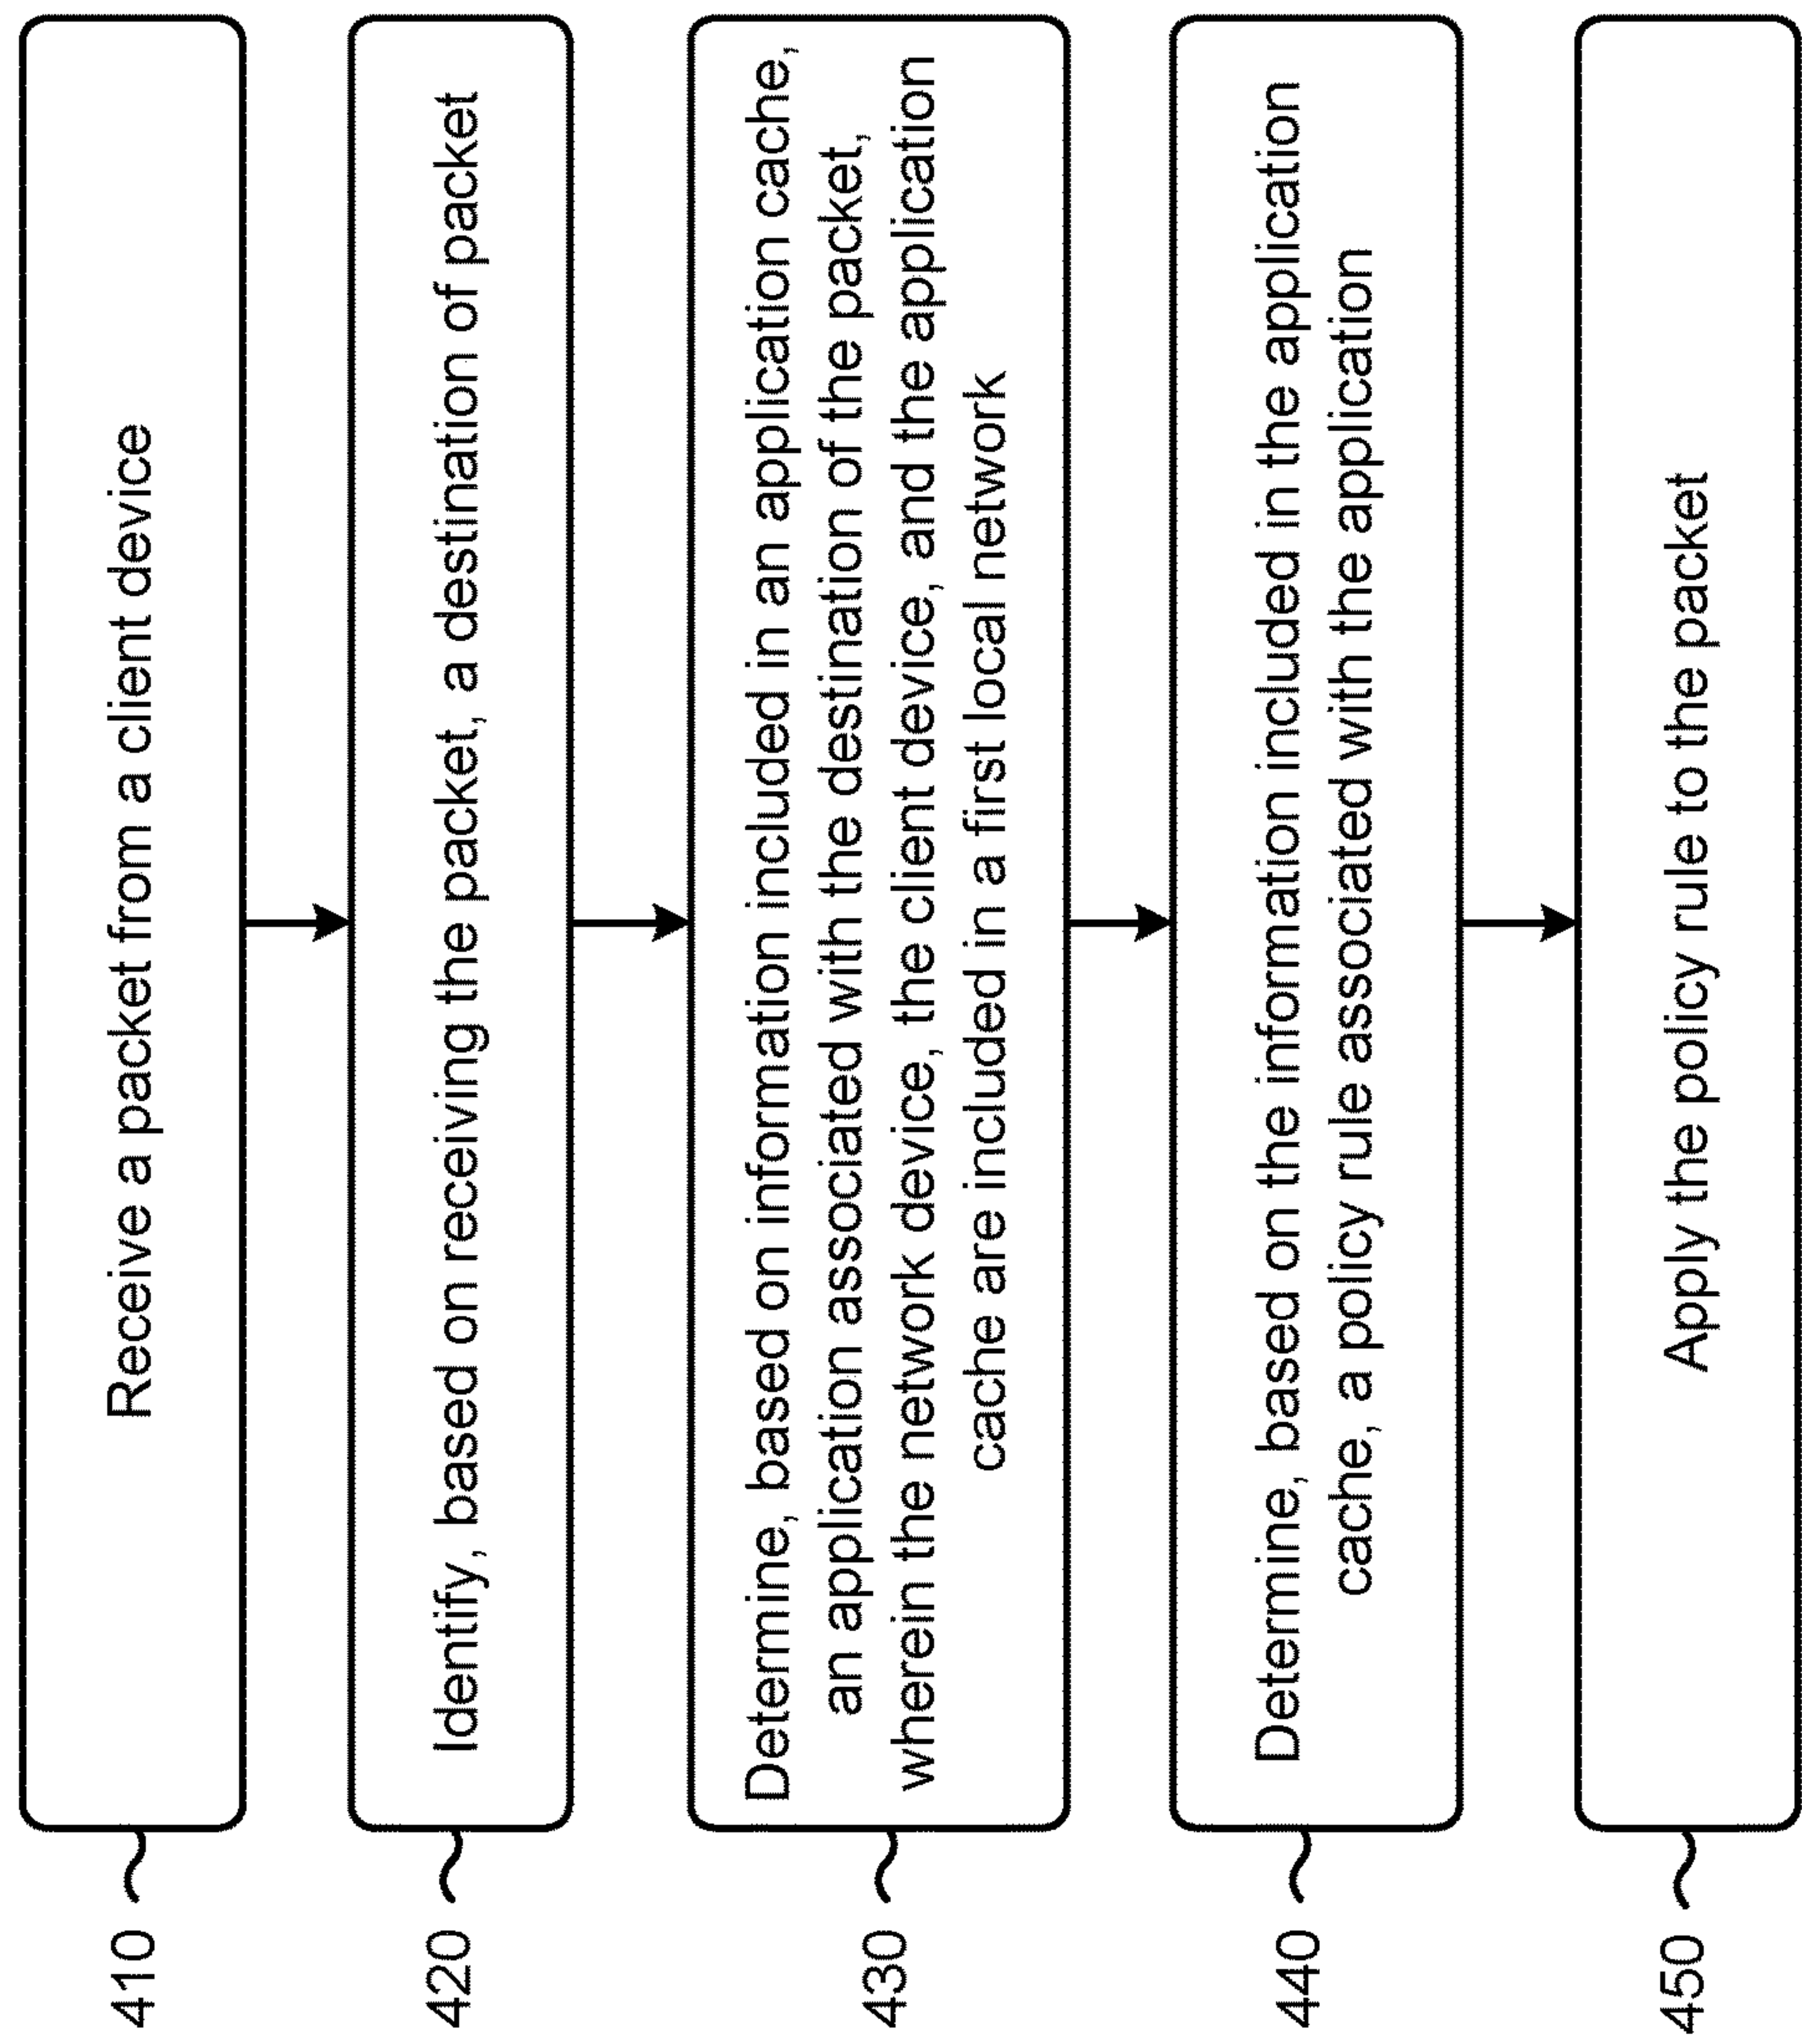 410
Receive a packet from a client device
420
Identify, based on receiving the packet, a destination of packet
430
Determine, based on information included in an application cache,
an application associated with the destination of the packet,
wherein the network device, the client device, and the application
cache are included in a first local network
440
Determine, based on the information included in the application
cache, a policy rule associated with the application
450
Apply the policy rule to the packet